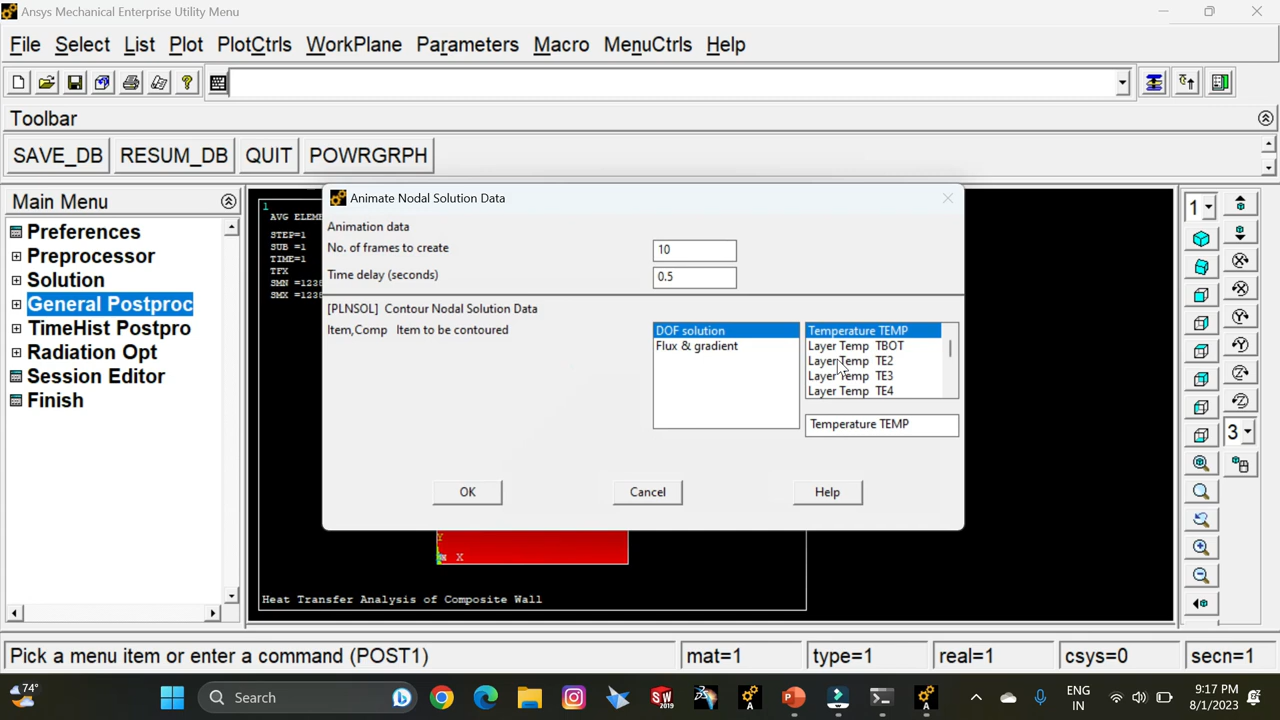 Ansys Mechanical Enterprise Utility Menu
File Select List Plot PlotCtrls WorkPlane Parameters Macro MenuCtrls Help
Toolbar
SAVE_DB RESUM_DB QUIT POWRGRPH
Main Menu
Preferences
Preprocessor
Solution
General Postproc
TimeHist Postpro
Radiation Opt
Session Editor
Finish
1
AVG ELEM
STEP=1
SUB =1
TIME=1
TFX
SMN =123
SMX =123
Animate Nodal Solution Data
Animation data
No. of frames to create 10
Time delay (seconds) 0.5
[PLNSOL] Contour Nodal Solution Data
Item,Comp Item to be contoured
DOF solution
Flux & gradient
Temperature TEMP
Layer Temp TBOT
Layer Temp TE2
Layer Temp TE3
Layer Temp TE4
Temperature TEMP
OK Cancel Help
Y
X
Heat Transfer Analysis of Composite Wall
1
3
Pick a menu item or enter a command (POST1) mat=1 type=1 real=1 csys=0 secn=1
74°
Search
SW
2019
ENG
IN
9:17 PM
8/1/2023